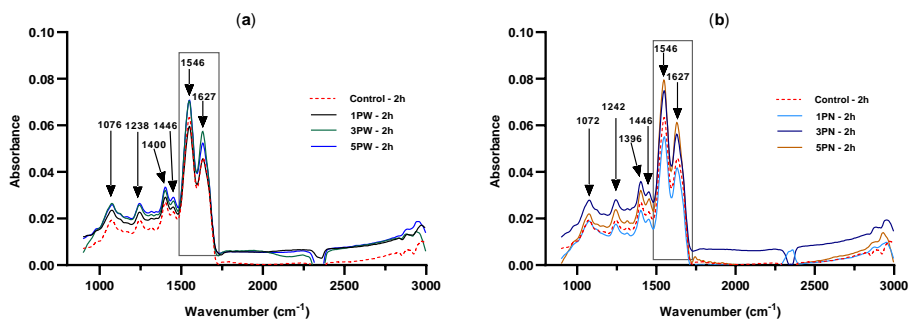 (a)
0.10
0.08
0.06
0.04
0.02
0.00
Absorbance
1000 1500 2000 2500 3000
Wavenumber (cm⁻¹)
1546
1627
1076 1238 1446
1400
Control - 2h
1PW - 2h
3PW - 2h
5PW - 2h
(b)
0.10
0.08
0.06
0.04
0.02
0.00
Absorbance
1000 1500 2000 2500 3000
Wavenumber (cm⁻¹)
1546
1627
1072 1242 1446
1396
Control - 2h
1PN - 2h
3PN - 2h
5PN - 2h